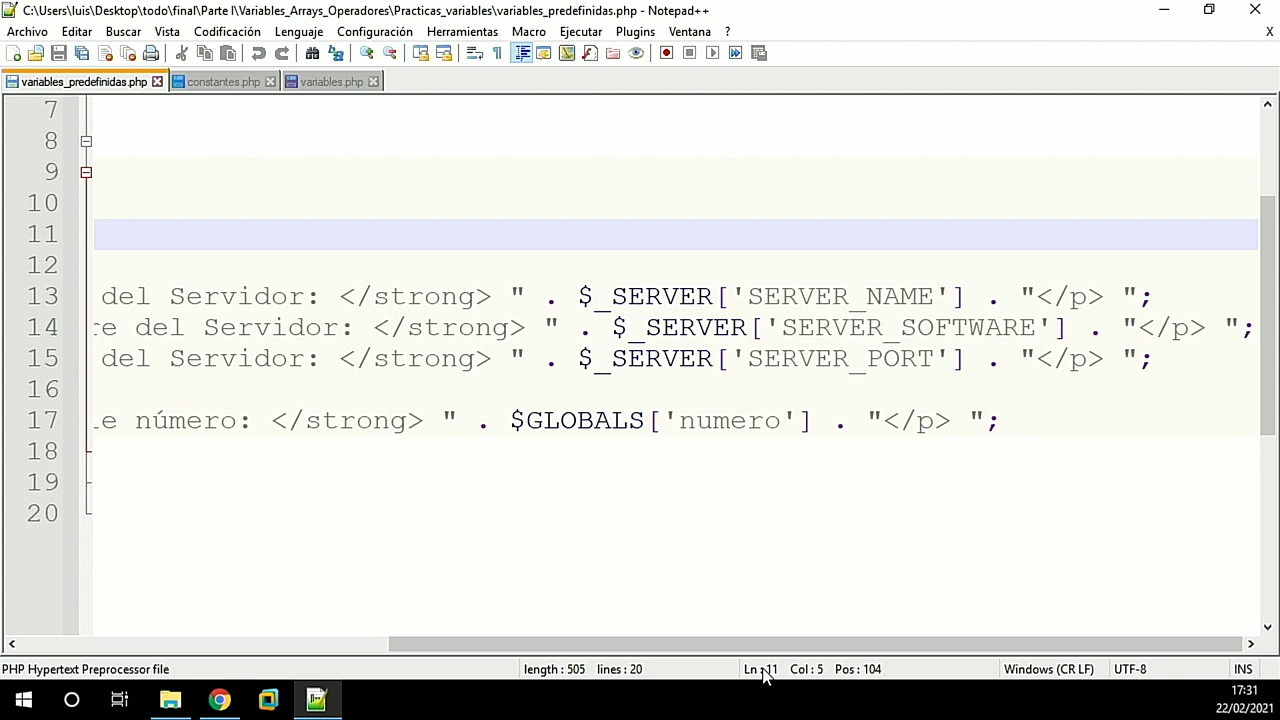 C:\Users\luis\Desktop\todo\final\Parte I\Variables_Arrays_Operadores\Practicas_variables\variables_predefinidas.php - Notepad++
Archivo Editar Buscar Vista Codificación Lenguaje Configuración Herramientas Macro Ejecutar Plugins Ventana ? X
variables_predefinidas.php constantes.php variables.php
7
8
9
10
11
12
13 del Servidor: </strong> " . $_SERVER['SERVER_NAME'] . "</p> ";
14 re del Servidor: </strong> " . $_SERVER['SERVER_SOFTWARE'] . "</p> ";
15 del Servidor: </strong> " . $_SERVER['SERVER_PORT'] . "</p> ";
16
17 le número: </strong> " . $GLOBALS['numero'] . "</p> ";
18
19
20
PHP Hypertext Preprocessor file length : 505 lines : 20 Ln : 11 Col : 5 Pos : 104 Windows (CR LF) UTF-8 INS
17:31
22/02/2021